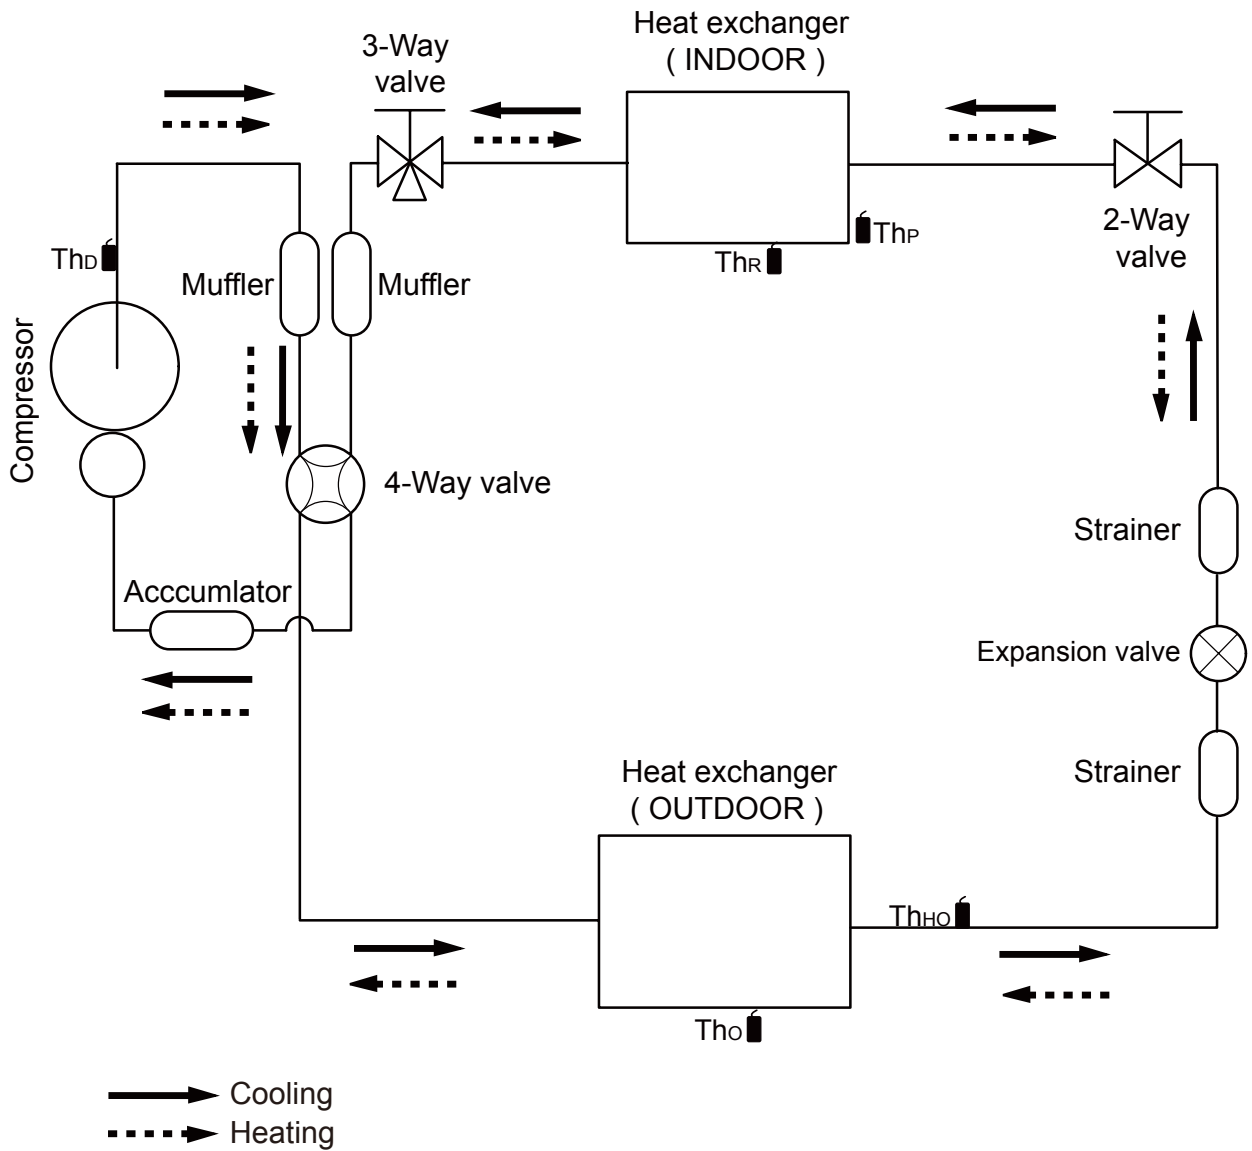 Heat exchanger
( INDOOR )
3-Way
valve
2-Way
valve
ThD
ThP
ThR
Muffler
Muffler
Compressor
4-Way valve
Strainer
Acccumlator
Expansion valve
Strainer
Heat exchanger
( OUTDOOR )
ThHO
ThO
Cooling
Heating